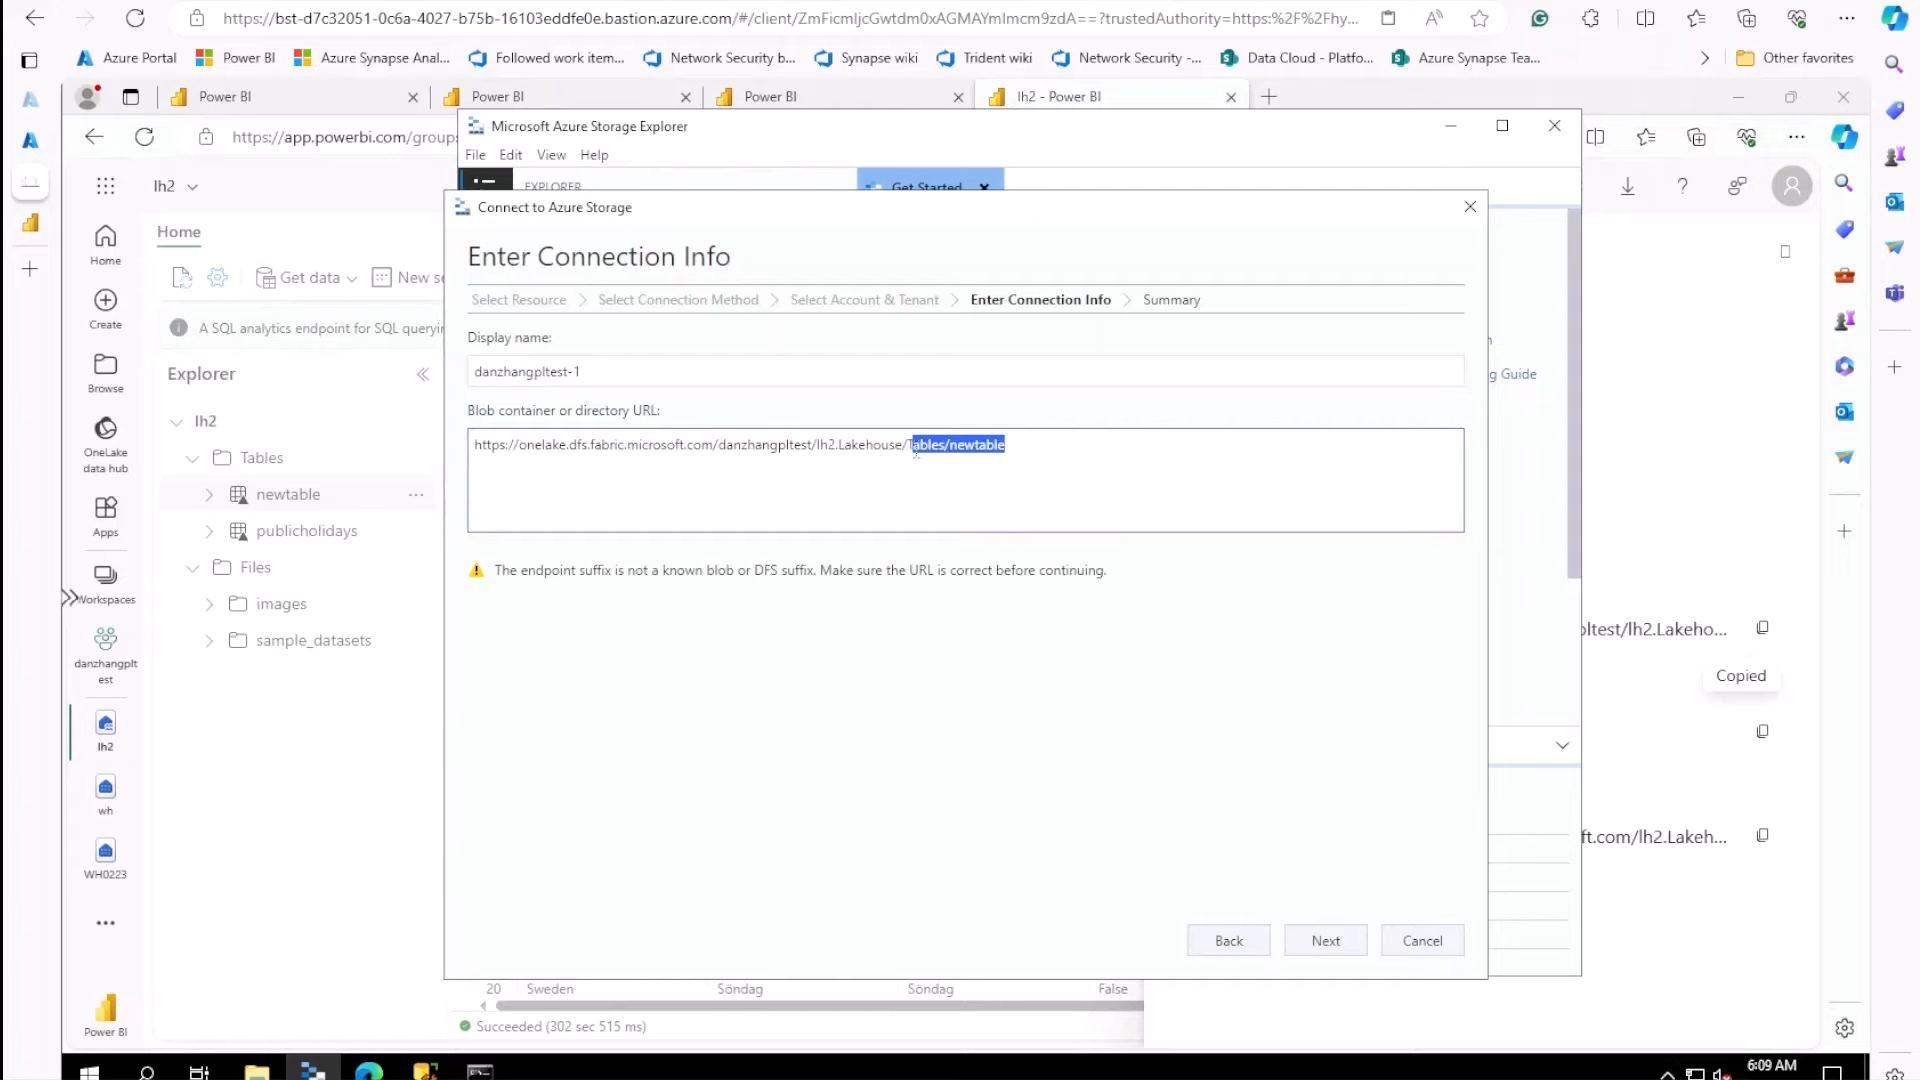 https://bst-d7c32051-0c6a-4027-b75b-16103eddfe0e.bastion.azure.com/#/client/ZmFicmljcGwtdm0xAGMAYmlmcm9zdA==?trustedAuthority=https:%2F%2Fhy...
Azure Portal
Power BI
Azure Synapse Anal...
Followed work item...
Network Security b...
Synapse wiki
Trident wiki
Network Security -...
Data Cloud - Platfo...
Azure Synapse Tea...
Other favorites
Power BI
Power BI
Power BI
lh2 - Power BI
https://app.powerbi.com/group
Microsoft Azure Storage Explorer
File Edit View Help
EXPLORER
Get Started
lh2
Home
Get data
New se
A SQL analytics endpoint for SQL queryin
Explorer
lh2
Tables
newtable
publicholidays
Files
images
sample_datasets
Home
Create
Browse
OneLake
data hub
Apps
Workspaces
danzhangplt
est
lh2
wh
WH0223
Power BI
Connect to Azure Storage
Enter Connection Info
Select Resource > Select Connection Method > Select Account & Tenant > Enter Connection Info > Summary
Display name:
danzhangpltest-1
Blob container or directory URL:
https://onelake.dfs.fabric.microsoft.com/danzhangpltest/lh2.Lakehouse/Tables/newtable
The endpoint suffix is not a known blob or DFS suffix. Make sure the URL is correct before continuing.
Back
Next
Cancel
g Guide
ltest/lh2.Lakeho...
Copied
ft.com/lh2.Lakeh...
20 Sweden Söndag Söndag False
Succeeded (302 sec 515 ms)
6:09 AM